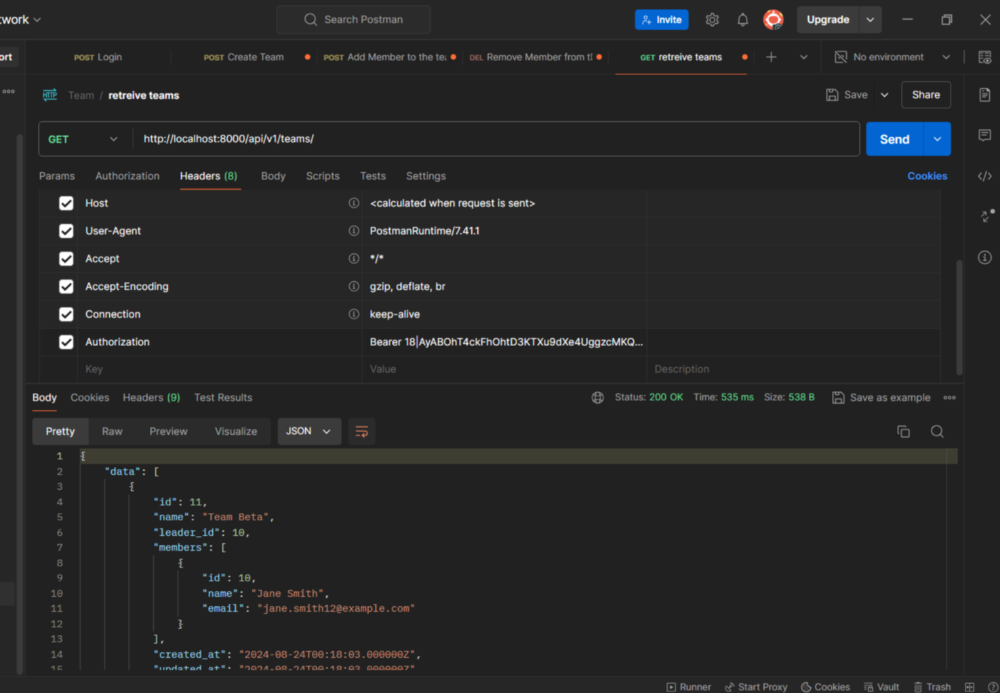 twork
Search Postman
Invite
Upgrade
ort
POST Login
POST Create Team
POST Add Member to the te
DEL Remove Member from t
GET retreive teams
No environment
HTTP
Team / retreive teams
Save
Share
GET
http://localhost:8000/api/v1/teams/
Send
Params
Authorization
Headers (8)
Body
Scripts
Tests
Settings
Cookies
Host
<calculated when request is sent>
User-Agent
PostmanRuntime/7.41.1
Accept
*/*
Accept-Encoding
gzip, deflate, br
Connection
keep-alive
Authorization
Bearer 18|AyABOhT4ckFhOhtD3KTXu9dXe4UggzcMKQ...
Key
Value
Description
Body
Cookies
Headers (9)
Test Results
Status: 200 OK
Time: 535 ms
Size: 538 B
Save as example
Pretty
Raw
Preview
Visualize
JSON
1 {
2 "data": [
3 {
4 "id": 11,
5 "name": "Team Beta",
6 "leader_id": 10,
7 "members": [
8 {
9 "id": 10,
10 "name": "Jane Smith",
11 "email": "jane.smith12@example.com"
12 }
13 ],
14 "created_at": "2024-08-24T00:18:03.000000Z",
15 "updated_at": "2024-08-24T00:18:03.000000Z"
Runner
Start Proxy
Cookies
Vault
Trash